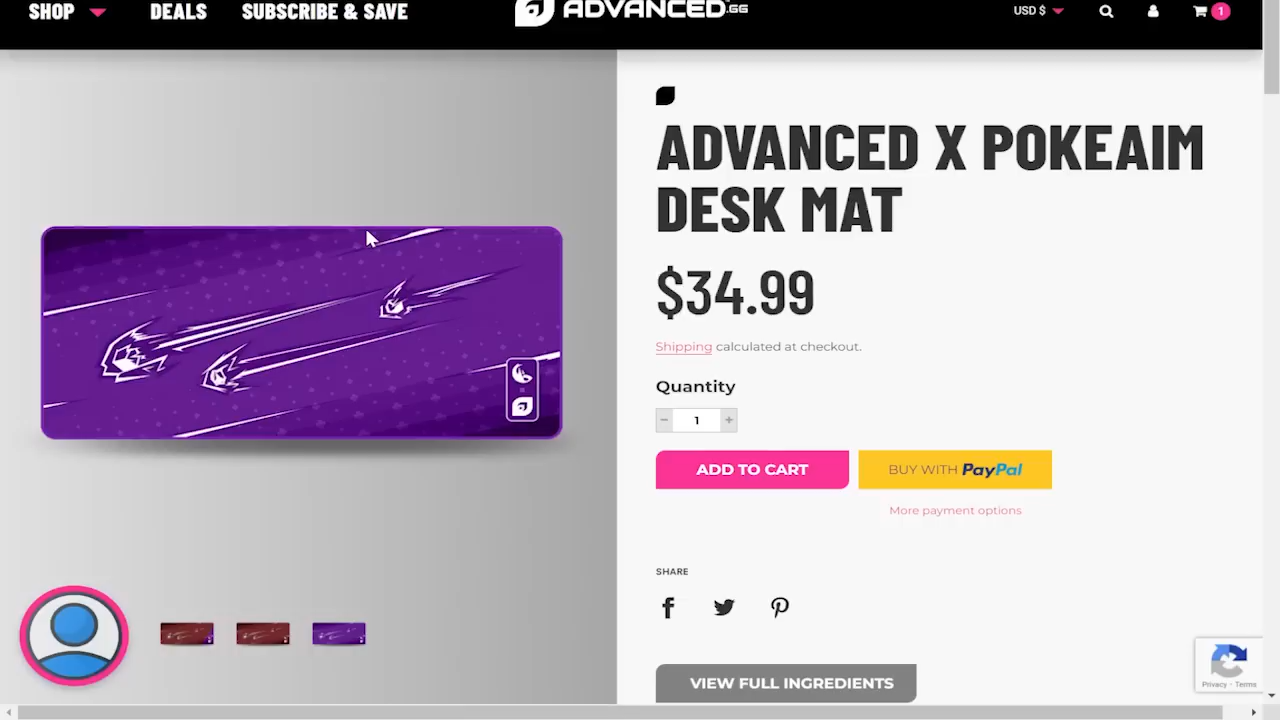 SHOP
DEALS
SUBSCRIBE & SAVE
ADVANCED.GG
USD $
1
ADVANCED X POKEAIM
DESK MAT
$34.99
Shipping calculated at checkout.
Quantity
− 1 +
ADD TO CART
BUY WITH PayPal
More payment options
SHARE
VIEW FULL INGREDIENTS
Privacy - Terms